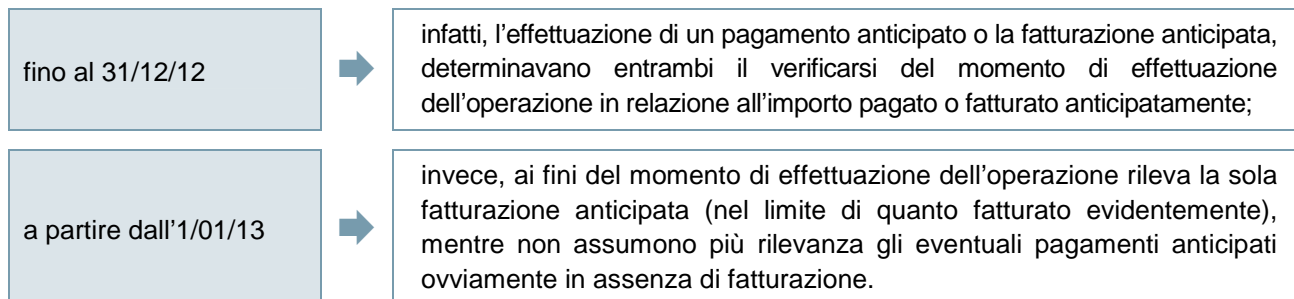 fino al 31/12/12
infatti, l'effettuazione di un pagamento anticipato o la fatturazione anticipata,
determinavano entrambi il verificarsi del momento di effettuazione
dell'operazione in relazione all'importo pagato o fatturato anticipatamente;
a partire dall'1/01/13
invece, ai fini del momento di effettuazione dell'operazione rileva la sola
fatturazione anticipata (nel limite di quanto fatturato evidentemente),
mentre non assumono più rilevanza gli eventuali pagamenti anticipati
ovviamente in assenza di fatturazione.